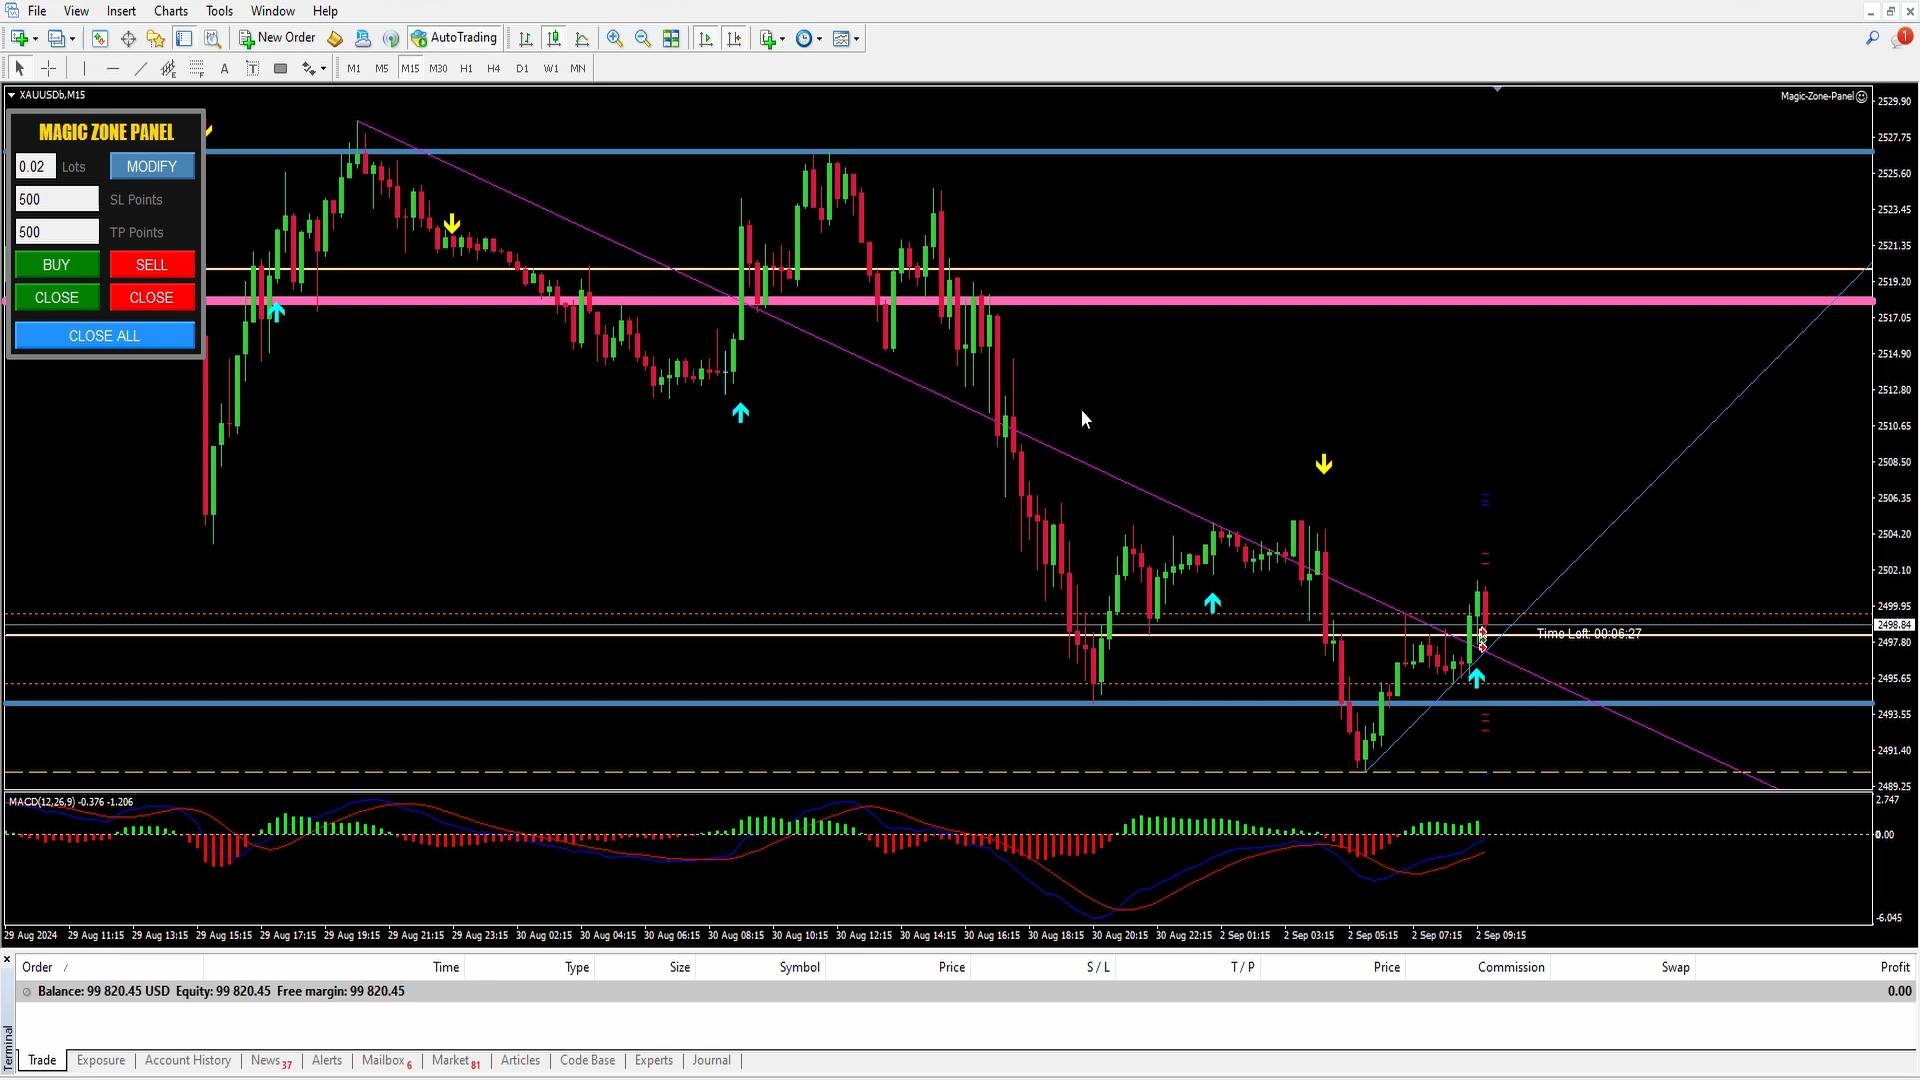 File View Insert Charts Tools Window Help
New Order AutoTrading 1
A T M1 M5 M15 M30 H1 H4 D1 W1 MN
XAUUSDb,M15
Magic-Zone-Panel
MAGIC ZONE PANEL
0.02 Lots MODIFY
500 SL Points
500 TP Points
BUY SELL
CLOSE CLOSE
CLOSE ALL
2529.90
2527.75
2525.60
2523.45
2521.35
2519.20
2517.05
2514.90
2512.80
2510.65
2508.50
2506.35
2504.20
2502.10
2499.95
2498.84
Time Left: 00:06:27
2497.80
2495.65
2493.55
2491.40
2489.25
MACD(12,26,9) -0.376 -1.206
2.747
0.00
-6.045
29 Aug 2024 29 Aug 11:15 29 Aug 13:15 29 Aug 15:15 29 Aug 17:15 29 Aug 19:15 29 Aug 21:15 29 Aug 23:15 30 Aug 02:15 30 Aug 04:15 30 Aug 06:15 30 Aug 08:15 30 Aug 10:15 30 Aug 12:15 30 Aug 14:15 30 Aug 16:15 30 Aug 18:15 30 Aug 20:15 30 Aug 22:15 2 Sep 01:15 2 Sep 03:15 2 Sep 05:15 2 Sep 07:15 2 Sep 09:15
Order / Time Type Size Symbol Price S / L T / P Price Commission Swap Profit
Balance: 99 820.45 USD Equity: 99 820.45 Free margin: 99 820.45 0.00
Terminal
Trade Exposure Account History News 37 Alerts Mailbox 6 Market 81 Articles Code Base Experts Journal